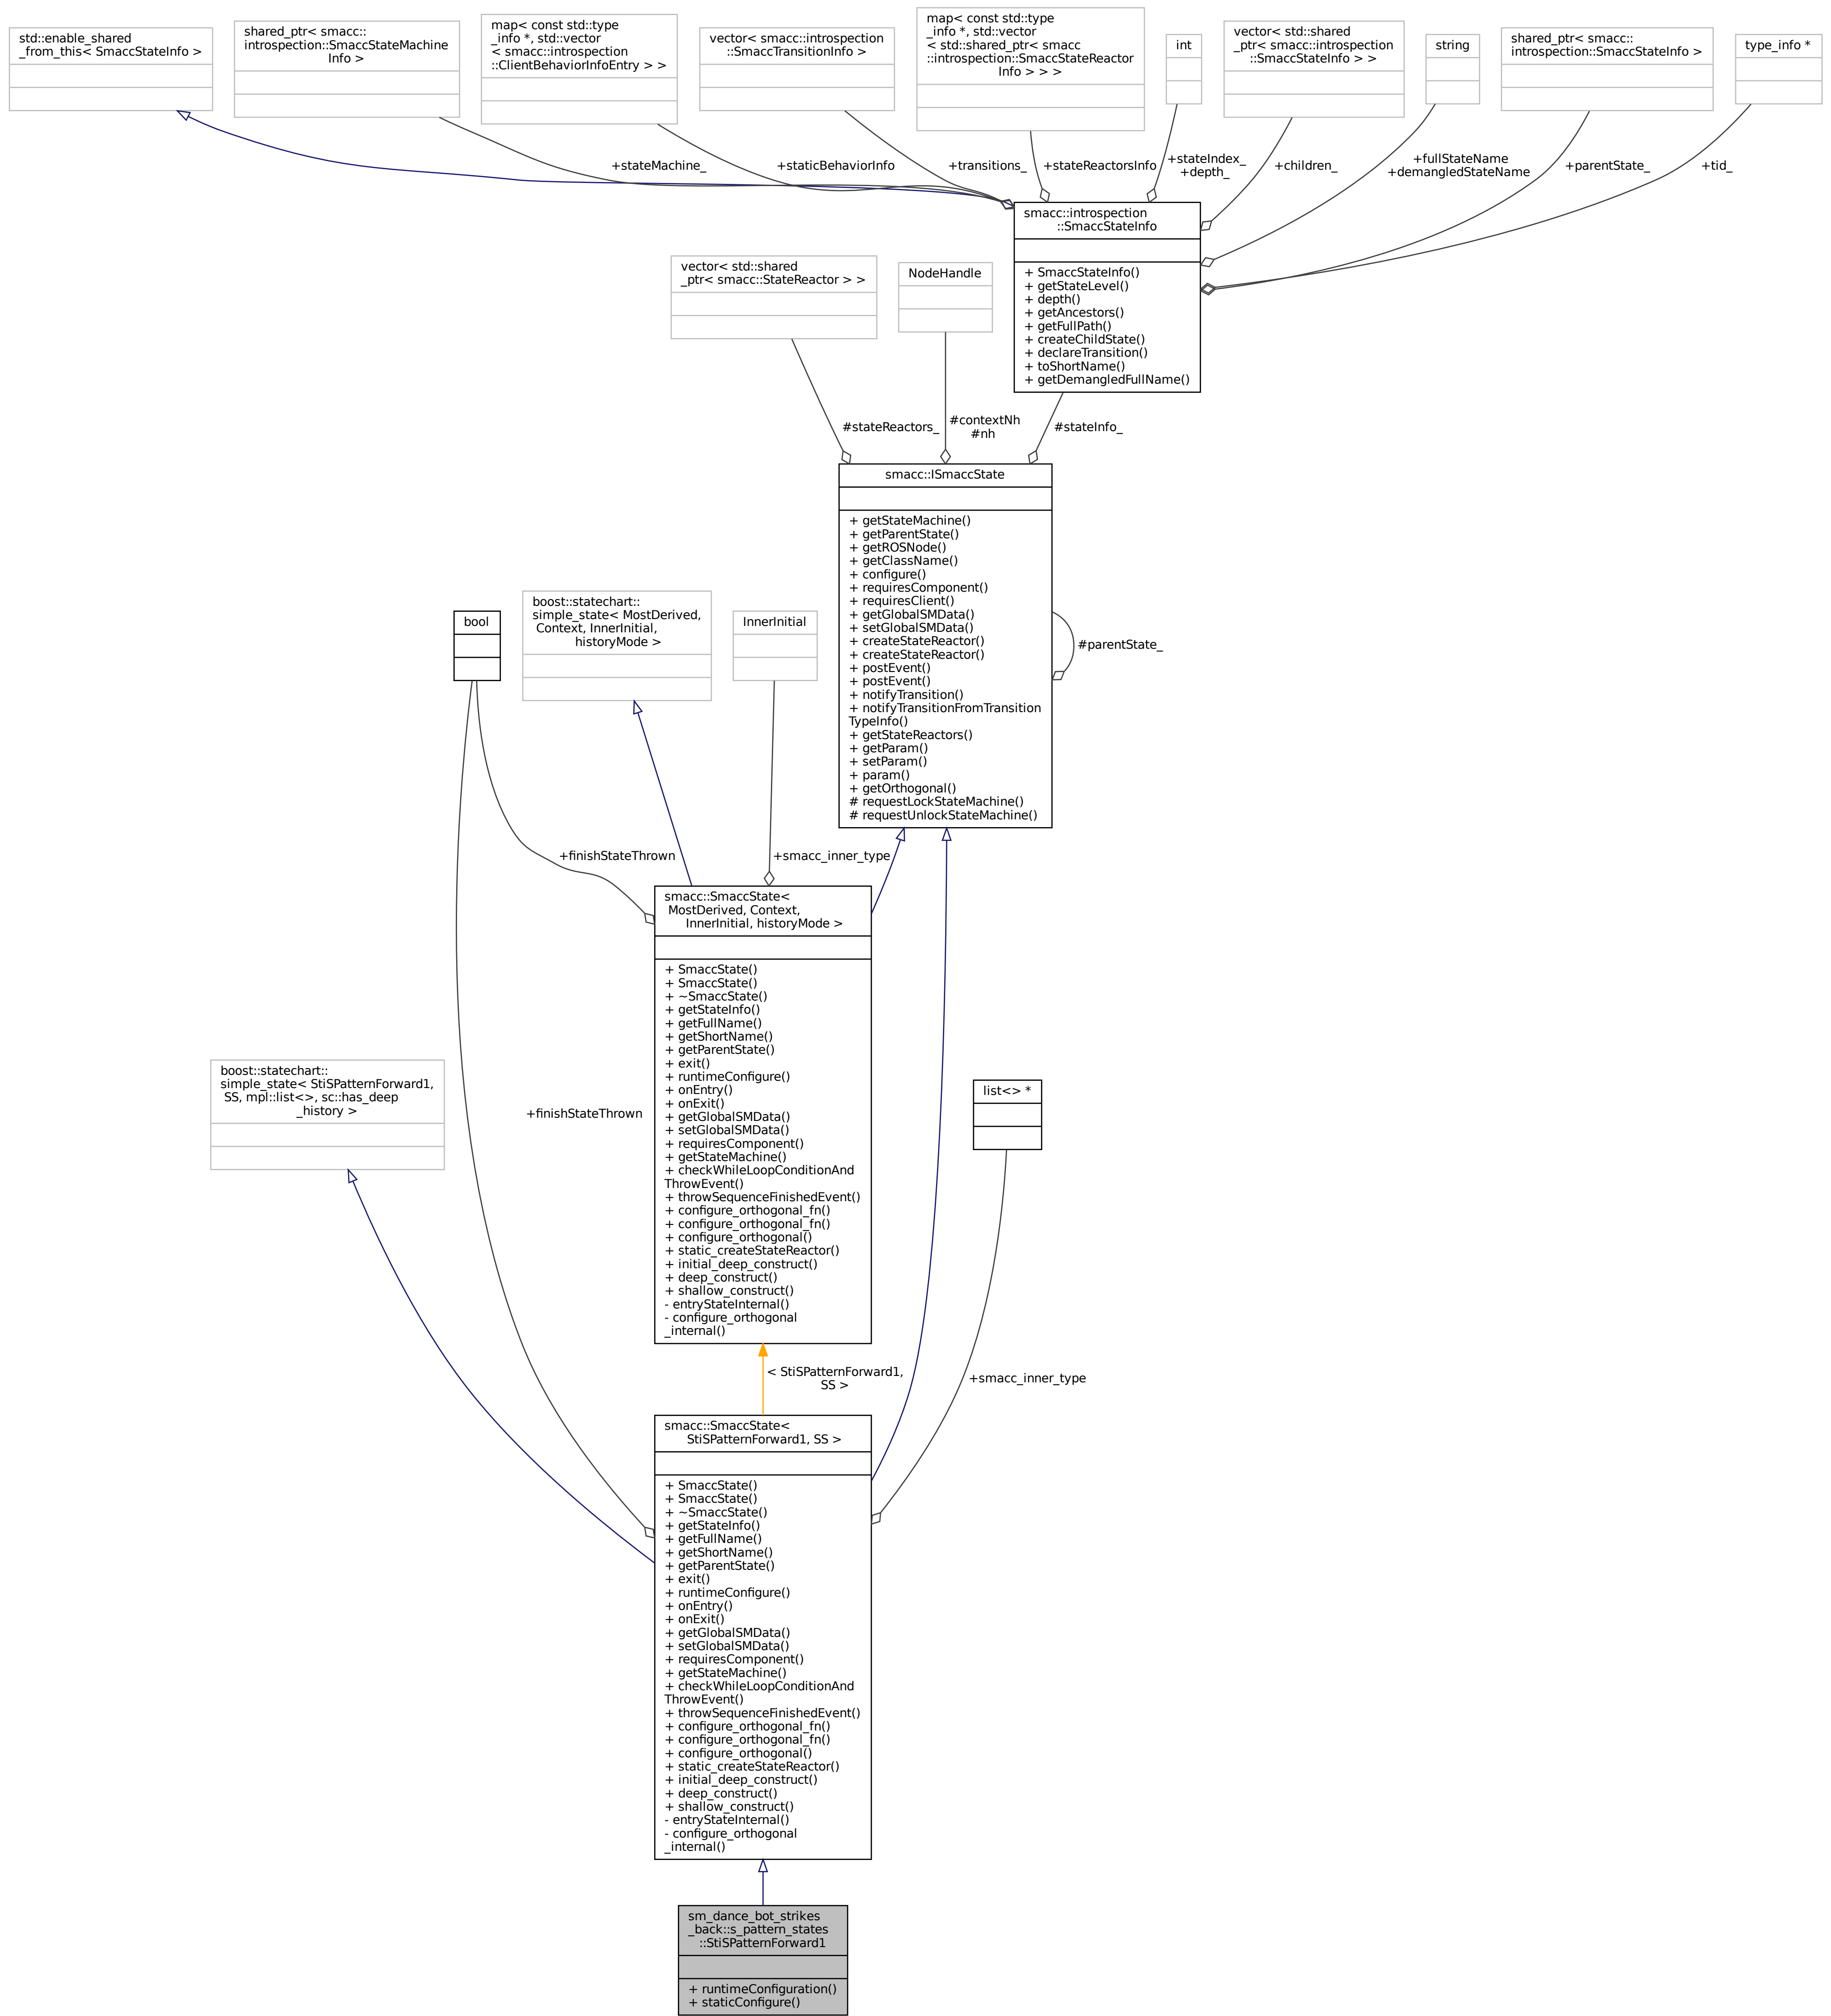 std::enable_shared
_from_this< SmaccStateInfo >
shared_ptr< smacc::
introspection::SmaccStateMachine
Info >
map< const std::type
_info *, std::vector
< smacc::introspection
::ClientBehaviorInfoEntry > >
vector< smacc::introspection
::SmaccTransitionInfo >
map< const std::type
_info *, std::vector
< std::shared_ptr< smacc
::introspection::SmaccStateReactor
Info > > >
int
vector< std::shared
_ptr< smacc::introspection
::SmaccStateInfo > >
string
shared_ptr< smacc::
introspection::SmaccStateInfo >
type_info *
+stateMachine_
+staticBehaviorInfo
+transitions_
+stateReactorsInfo
+stateIndex_
+depth_
+children_
+fullStateName
+demangledStateName
+parentState_
+tid_
smacc::introspection
::SmaccStateInfo
+ SmaccStateInfo()
+ getStateLevel()
+ depth()
+ getAncestors()
+ getFullPath()
+ createChildState()
+ declareTransition()
+ toShortName()
+ getDemangledFullName()
vector< std::shared
_ptr< smacc::StateReactor > >
NodeHandle
#stateReactors_
#contextNh
#nh
#stateInfo_
smacc::ISmaccState
+ getStateMachine()
+ getParentState()
+ getROSNode()
+ getClassName()
+ configure()
+ requiresComponent()
+ requiresClient()
+ getGlobalSMData()
+ setGlobalSMData()
+ createStateReactor()
+ createStateReactor()
+ postEvent()
+ postEvent()
+ notifyTransition()
+ notifyTransitionFromTransition
TypeInfo()
+ getStateReactors()
+ getParam()
+ setParam()
+ param()
+ getOrthogonal()
# requestLockStateMachine()
# requestUnlockStateMachine()
#parentState_
bool
boost::statechart::
simple_state< MostDerived,
Context, InnerInitial,
historyMode >
InnerInitial
+finishStateThrown
+smacc_inner_type
smacc::SmaccState<
MostDerived, Context,
InnerInitial, historyMode >
+ SmaccState()
+ SmaccState()
+ ~SmaccState()
+ getStateInfo()
+ getFullName()
+ getShortName()
+ getParentState()
+ exit()
+ runtimeConfigure()
+ onEntry()
+ onExit()
+ getGlobalSMData()
+ setGlobalSMData()
+ requiresComponent()
+ getStateMachine()
+ checkWhileLoopConditionAnd
ThrowEvent()
+ throwSequenceFinishedEvent()
+ configure_orthogonal_fn()
+ configure_orthogonal_fn()
+ configure_orthogonal()
+ static_createStateReactor()
+ initial_deep_construct()
+ deep_construct()
+ shallow_construct()
- entryStateInternal()
- configure_orthogonal
_internal()
boost::statechart::
simple_state< StiSPatternForward1,
SS, mpl::list<>, sc::has_deep
_history >
+finishStateThrown
list<> *
< StiSPatternForward1,
SS >
+smacc_inner_type
smacc::SmaccState<
StiSPatternForward1, SS >
+ SmaccState()
+ SmaccState()
+ ~SmaccState()
+ getStateInfo()
+ getFullName()
+ getShortName()
+ getParentState()
+ exit()
+ runtimeConfigure()
+ onEntry()
+ onExit()
+ getGlobalSMData()
+ setGlobalSMData()
+ requiresComponent()
+ getStateMachine()
+ checkWhileLoopConditionAnd
ThrowEvent()
+ throwSequenceFinishedEvent()
+ configure_orthogonal_fn()
+ configure_orthogonal_fn()
+ configure_orthogonal()
+ static_createStateReactor()
+ initial_deep_construct()
+ deep_construct()
+ shallow_construct()
- entryStateInternal()
- configure_orthogonal
_internal()
sm_dance_bot_strikes
_back::s_pattern_states
::StiSPatternForward1
+ runtimeConfiguration()
+ staticConfigure()